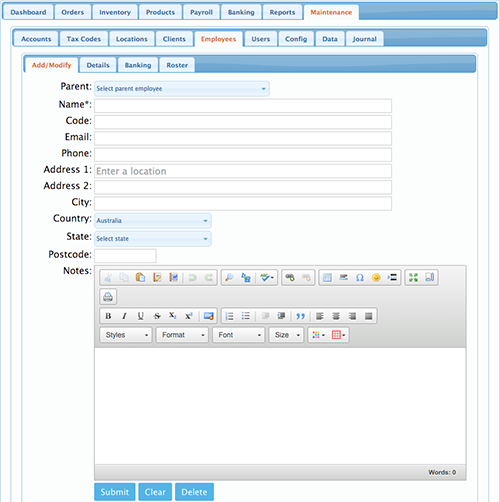 Dashboard Orders Inventory Products Payroll Banking Reports Maintenance
Accounts Tax Codes Locations Clients Employees Users Config Data Journal
Add/Modify Details Banking Roster
Parent: Select parent employee
Name*:
Code:
Email:
Phone:
Address 1: Enter a location
Address 2:
City:
Country: Australia
State: Select state
Postcode:
Notes:
B I U S X₂ X²
Styles Format Font Size
Words: 0
Submit Clear Delete